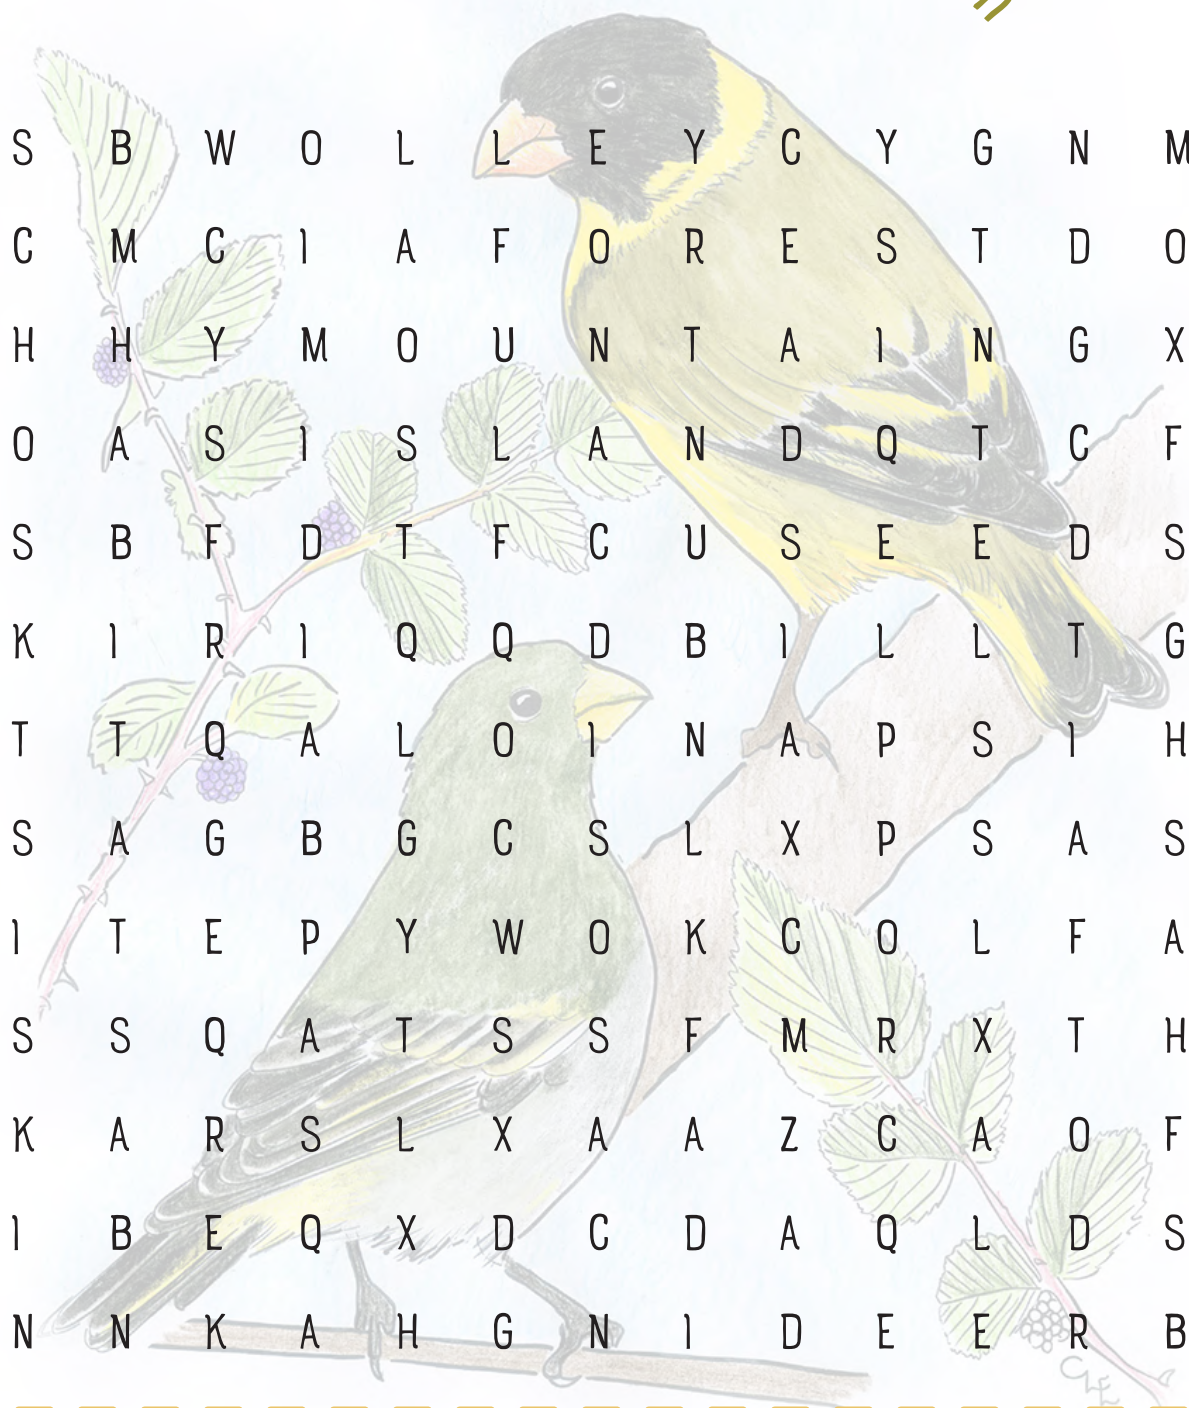 S B W O L L E Y C Y G N M
C M C I A F O R E S T D O
H H Y M O U N T A I N G X
O A S I S L A N D Q T C F
S B F D T F C U S E E D S
K I R I Q Q D B I L L T G
T T Q A L O I N A P S I H
S A G B G C S L X P S A S
I T E P Y W O K C O L F A
S S Q A T S S F M R X T H
K A R S L X A A Z C A O F
I B E Q X D C D A Q L D S
N N K A H G N I D E E R B